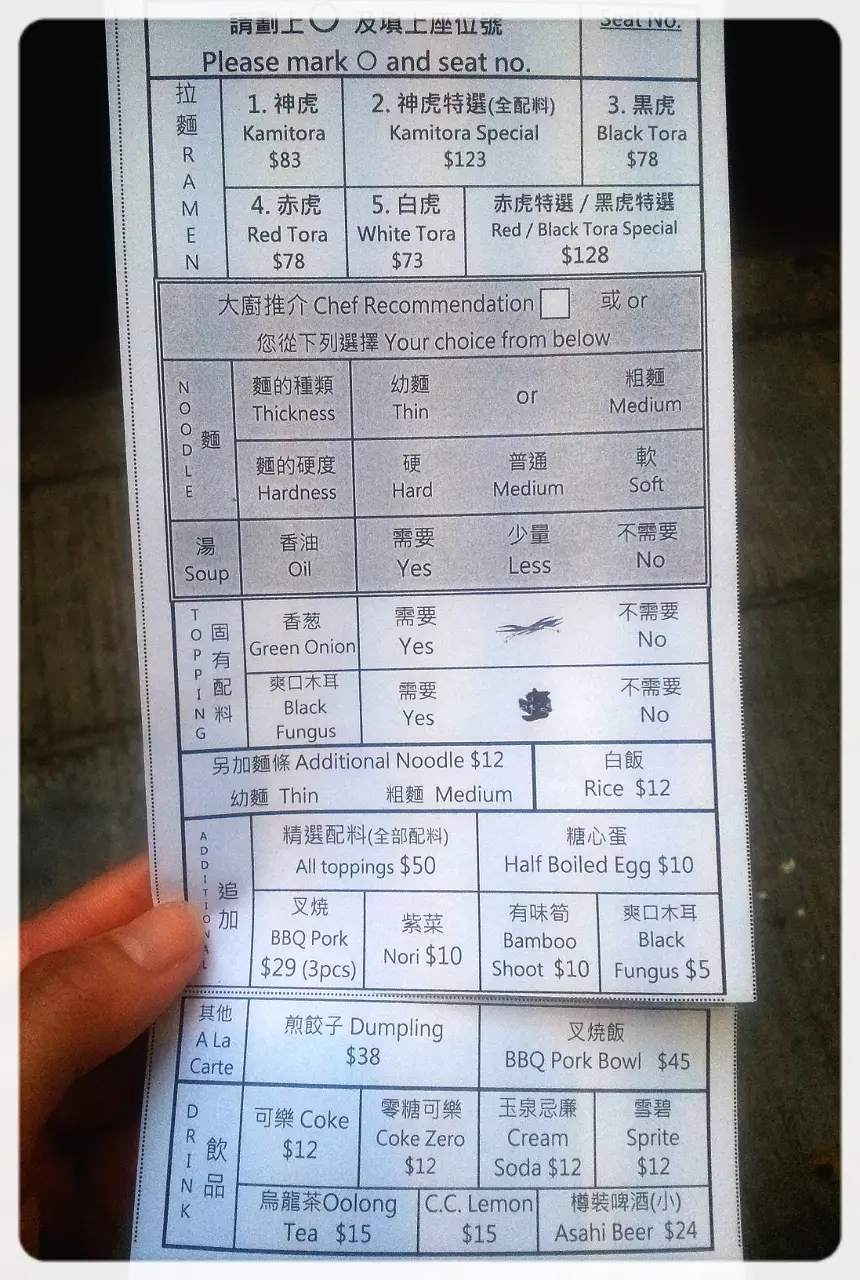 請劃上○ 及填上座位號
Seat No.
Please mark ○ and seat no.
拉麵 RAMEN
1. 神虎
Kamitora
$83
2. 神虎特選(全配料)
Kamitora Special
$123
3. 黑虎
Black Tora
$78
4. 赤虎
Red Tora
$78
5. 白虎
White Tora
$73
赤虎特選 / 黑虎特選
Red / Black Tora Special
$128
大廚推介 Chef Recommendation □ 或 or
您從下列選擇 Your choice from below
NOODLE 麵
麵的種類
Thickness
幼麵
Thin
or
粗麵
Medium
麵的硬度
Hardness
硬
Hard
普通
Medium
軟
Soft
湯
Soup
香油
Oil
需要
Yes
少量
Less
不需要
No
TOPPING 固有配料
香葱
Green Onion
需要
Yes
不需要
No
爽口木耳
Black
Fungus
需要
Yes
不需要
No
另加麵條 Additional Noodle $12
幼麵 Thin 粗麵 Medium
白飯
Rice $12
ADDITIONAL 追加
精選配料(全部配料)
All toppings $50
糖心蛋
Half Boiled Egg $10
叉燒
BBQ Pork
$29 (3pcs)
紫菜
Nori $10
有味筍
Bamboo
Shoot $10
爽口木耳
Black
Fungus $5
其他
A La
Carte
煎餃子 Dumpling
$38
叉燒飯
BBQ Pork Bowl $45
DRINK 飲品
可樂 Coke
$12
零糖可樂
Coke Zero
$12
玉泉忌廉
Cream
Soda $12
雪碧
Sprite
$12
烏龍茶Oolong
Tea $15
C.C. Lemon
$15
樽裝啤酒(小)
Asahi Beer $24